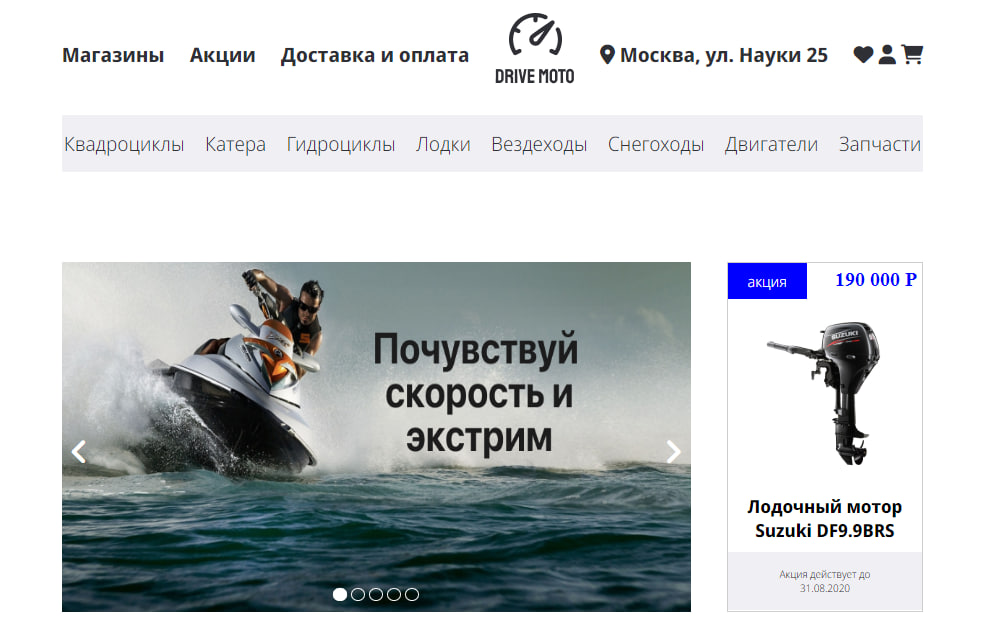 Магазины Акции Доставка и оплата
DRIVE MOTO
Москва, ул. Науки 25
Квадроциклы Катера Гидроциклы Лодки Вездеходы Снегоходы Двигатели Запчасти
Почувствуй
скорость и
экстрим
акция
190 000 Р
SUZUKI
Лодочный мотор
Suzuki DF9.9BRS
Акция действует до
31.08.2020